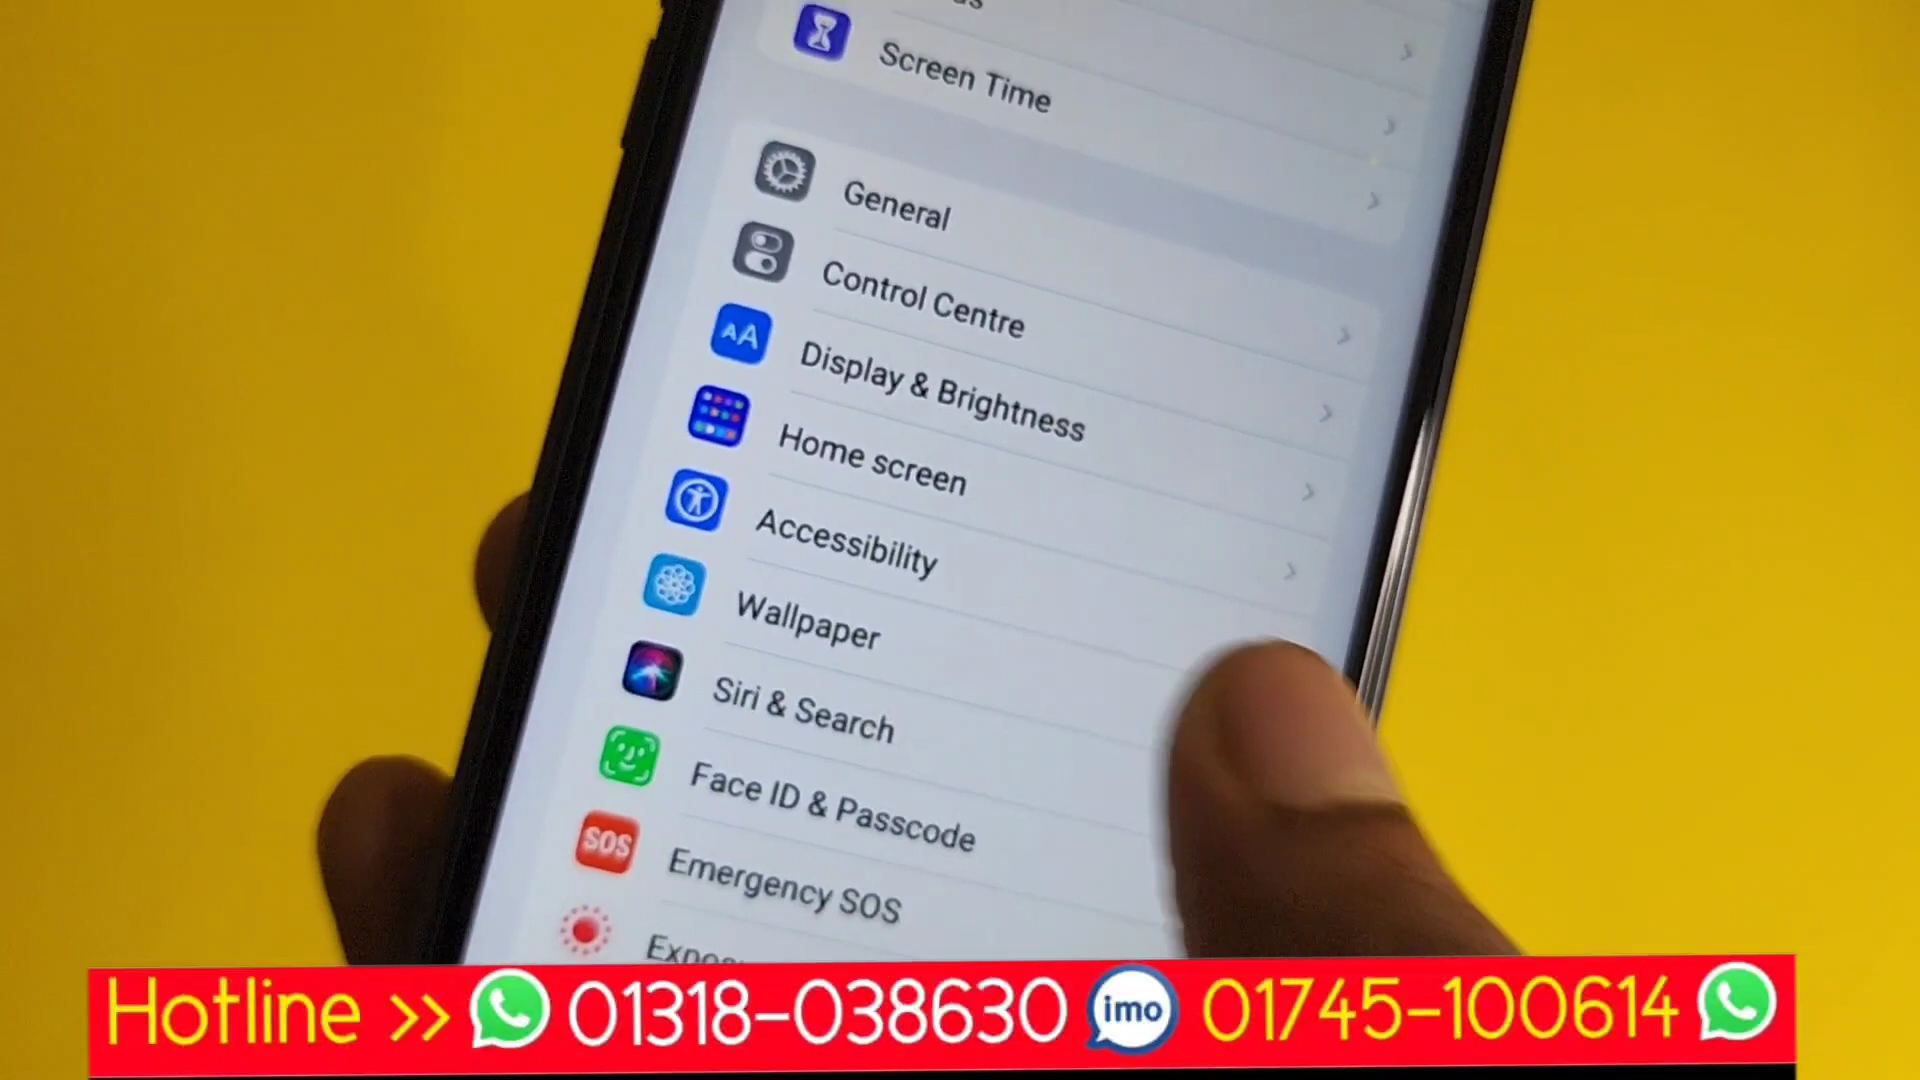 Screen Time
General
Control Centre
AA
Display & Brightness
Home screen
Accessibility
Wallpaper
Siri & Search
Face ID & Passcode
SOS
Emergency SOS
Hotline >> 01318-038630 imo 01745-100614